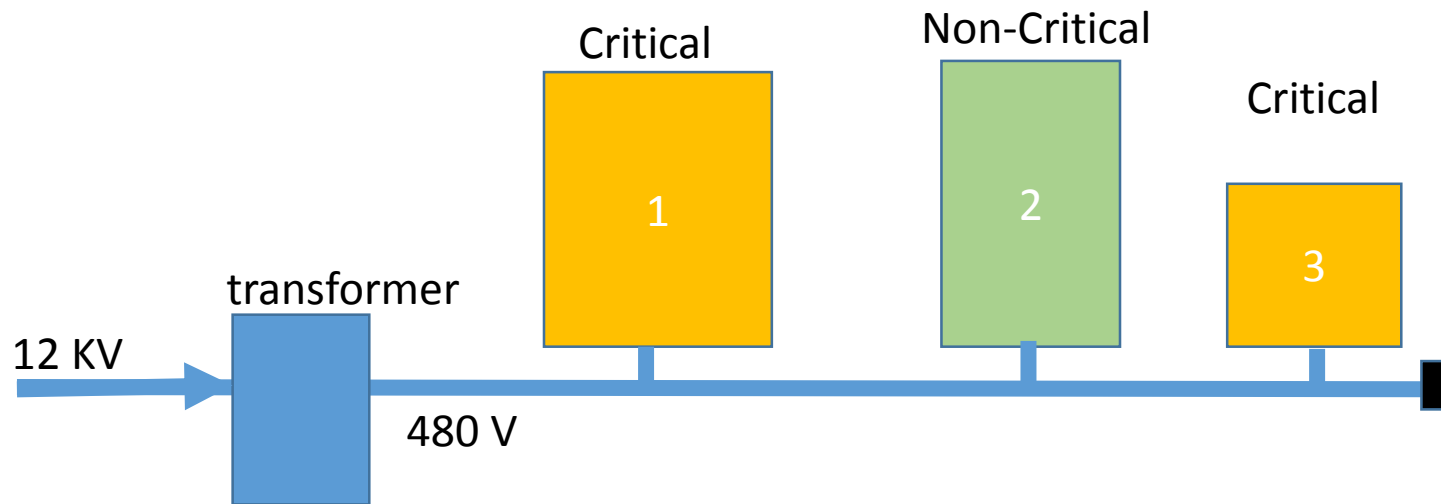 Critical
Non-Critical
Critical
1
2
3
transformer
12 KV
480 V